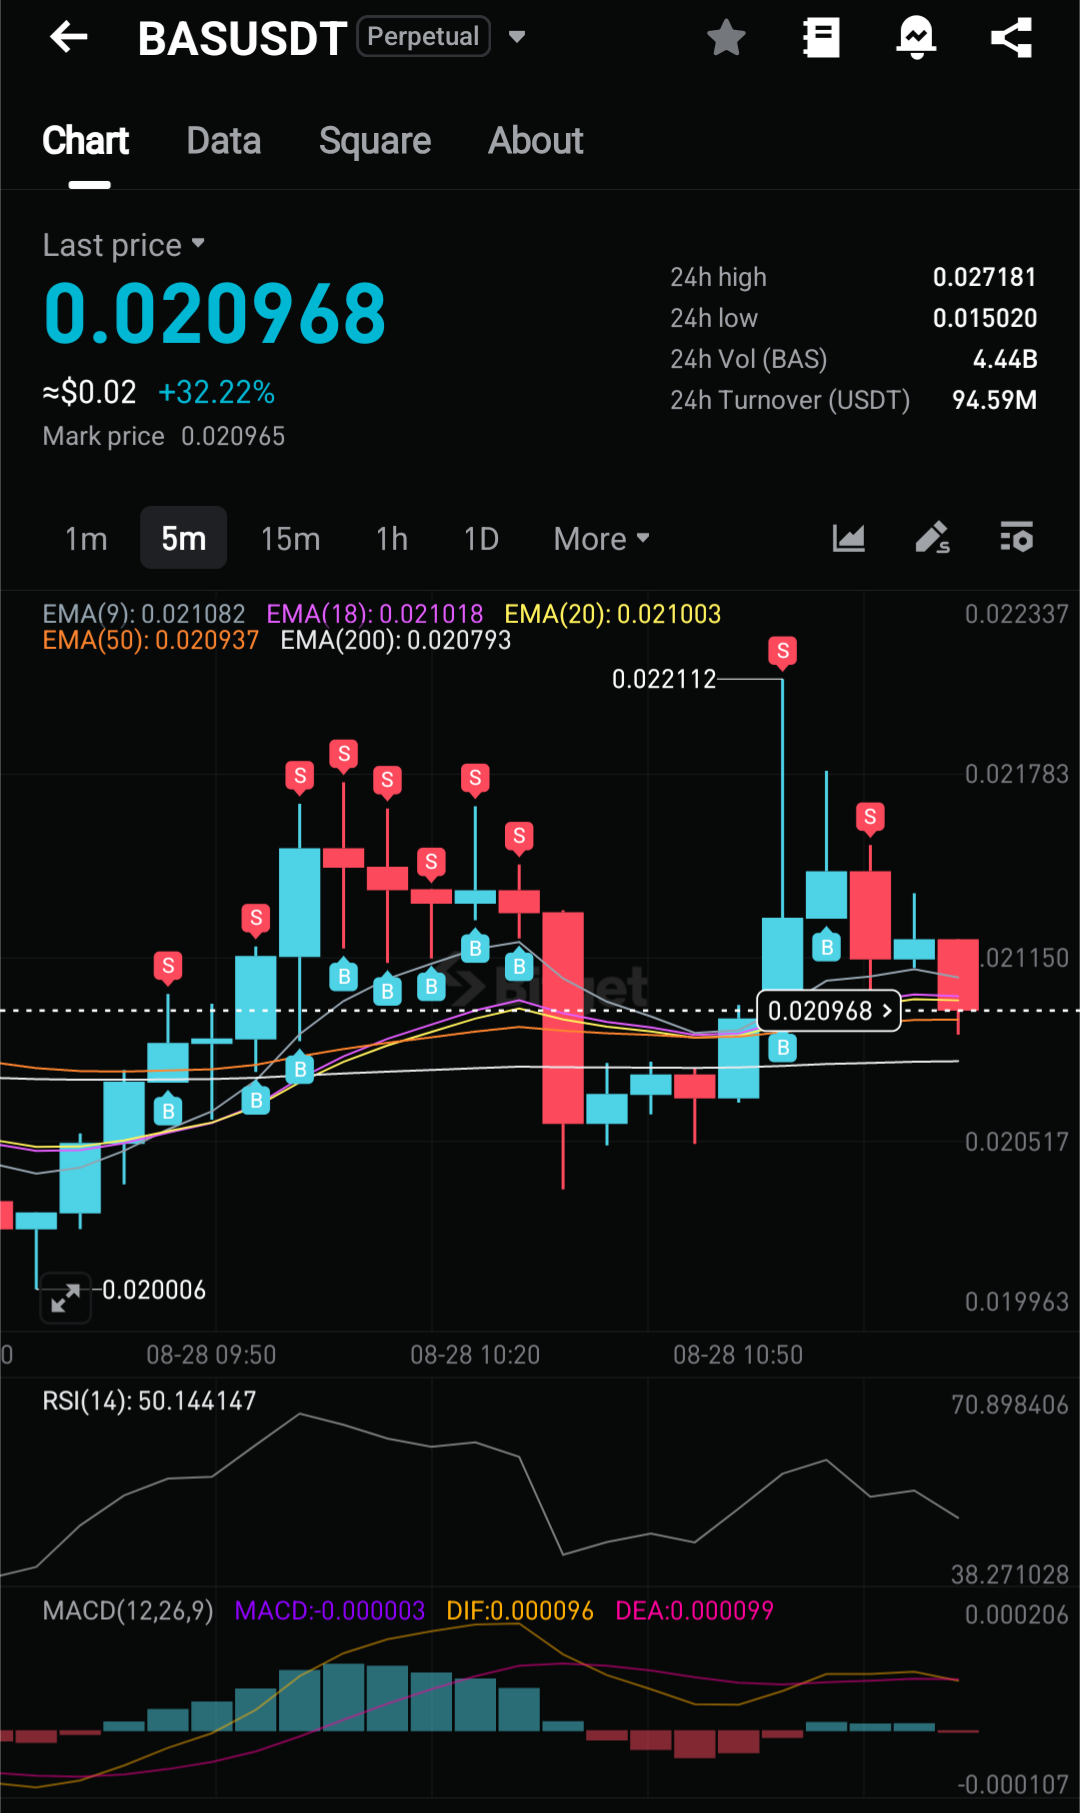 BASUSDT Perpetual
Chart Data Square About
Last price
0.020968
≈$0.02 +32.22%
Mark price 0.020965
24h high 0.027181
24h low 0.015020
24h Vol (BAS) 4.44B
24h Turnover (USDT) 94.59M
1m 5m 15m 1h 1D More
EMA(9): 0.021082 EMA(18): 0.021018 EMA(20): 0.021003
EMA(50): 0.020937 EMA(200): 0.020793
0.022337
S
0.022112
S S S S
0.021783
S S
S
S
S
B
B
B
B
B
B
.021150
Bitget
0.020968 >
B
B
B
B
0.020517
0.020006
0.019963
0 08-28 09:50 08-28 10:20 08-28 10:50
RSI(14): 50.144147
70.898406
38.271028
MACD(12,26,9) MACD:-0.000003 DIF:0.000096 DEA:0.000099
0.000206
-0.000107